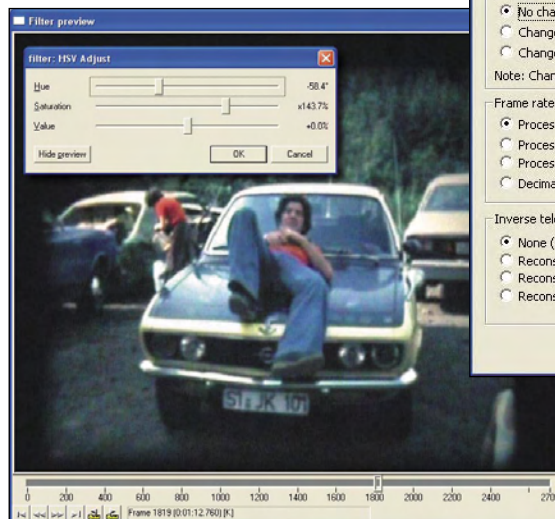 Filter preview
filter: HSV Adjust
Hue -58.4°
Saturation x143.7%
Value +0.0%
Hide preview OK Cancel
No cha
Change
Change
Note: Chan
Frame rate
Proces
Proces
Proces
Decima
Inverse tele
None (
Recons
Recons
Recons
SI JK 101
0 200 400 600 800 1000 1200 1400 1600 1800 2000 2200 2400 270
Frame 1819 (0:01:12.760) [K]